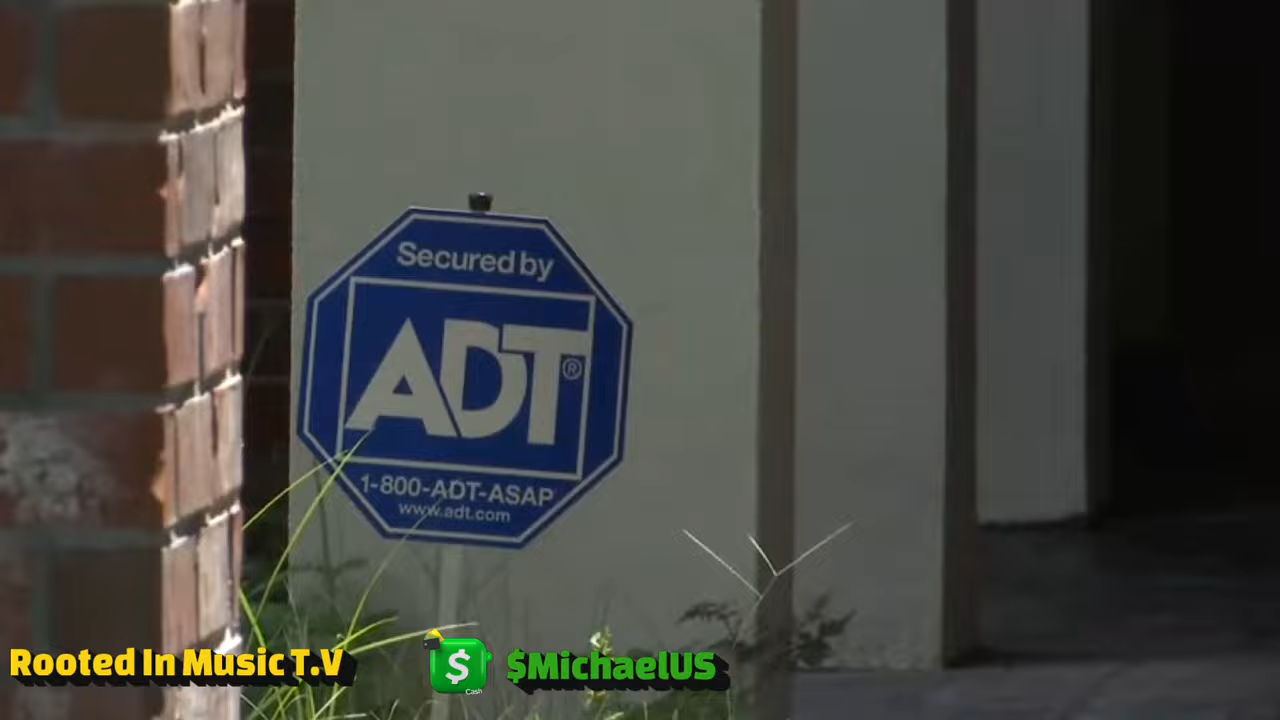 Secured by
ADT®
1-800-ADT-ASAP
www.adt.com
Rooted In Music T.V
$
Cash
$MichaelUS